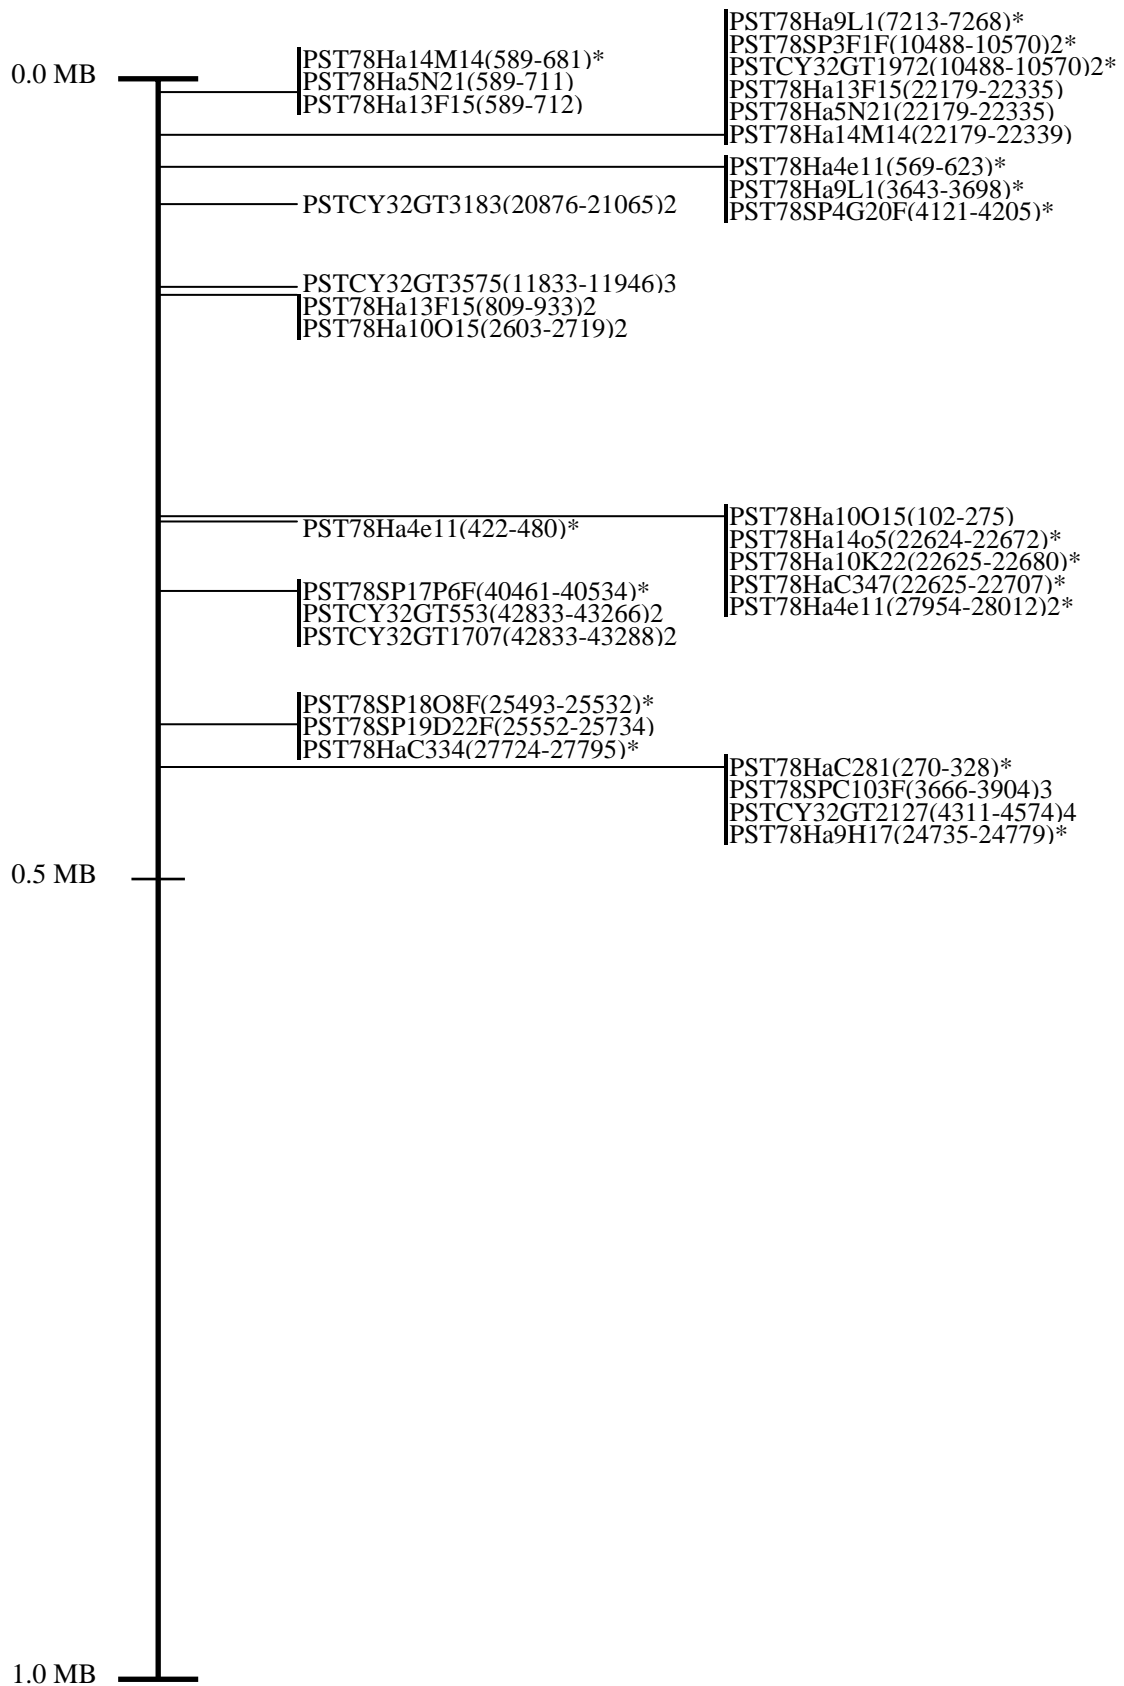 0.0 MB
PST78Ha14M14(589-681)*
PST78Ha5N21(589-711)
PST78Ha13F15(589-712)
PST78Ha9L1(7213-7268)*
PST78SP3F1F(10488-10570)2*
PSTCY32GT1972(10488-10570)2*
PST78Ha13F15(22179-22335)
PST78Ha5N21(22179-22335)
PST78Ha14M14(22179-22339)
PST78Ha4e11(569-623)*
PST78Ha9L1(3643-3698)*
PST78SP4G20F(4121-4205)*
PSTCY32GT3183(20876-21065)2
PSTCY32GT3575(11833-11946)3
PST78Ha13F15(809-933)2
PST78Ha10O15(2603-2719)2
PST78Ha10O15(102-275)
PST78Ha14o5(22624-22672)*
PST78Ha10K22(22625-22680)*
PST78HaC347(22625-22707)*
PST78Ha4e11(27954-28012)2*
PST78Ha4e11(422-480)*
PST78SP17P6F(40461-40534)*
PSTCY32GT553(42833-43266)2
PSTCY32GT1707(42833-43288)2
PST78SP18O8F(25493-25532)*
PST78SP19D22F(25552-25734)
PST78HaC334(27724-27795)*
PST78HaC281(270-328)*
PST78SPC103F(3666-3904)3
PSTCY32GT2127(4311-4574)4
PST78Ha9H17(24735-24779)*
0.5 MB
1.0 MB